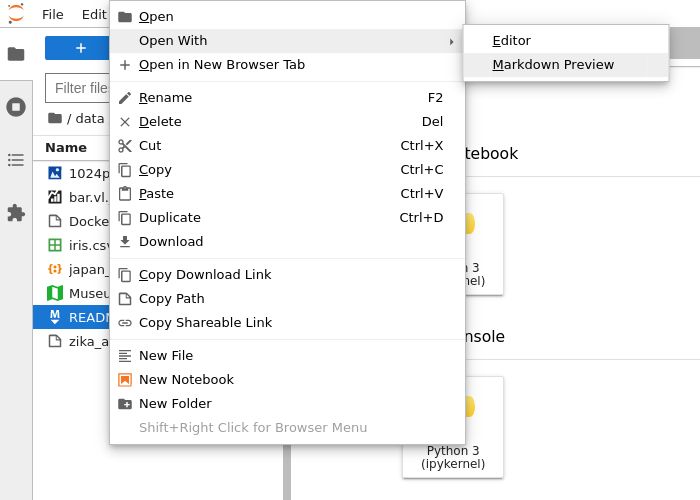 File Edit
Open
Open With
Open in New Browser Tab
Rename F2
Delete Del
Cut Ctrl+X
Copy Ctrl+C
Paste Ctrl+V
Duplicate Ctrl+D
Download
Copy Download Link
Copy Path
Copy Shareable Link
New File
New Notebook
New Folder
Shift+Right Click for Browser Menu
Editor
Markdown Preview
+
Filter file
/ data
Name
1024p
bar.vl.
Docke
iris.csv
japan_
Museu
READM
zika_a
tebook
3
nel)
nsole
Python 3
(ipykernel)